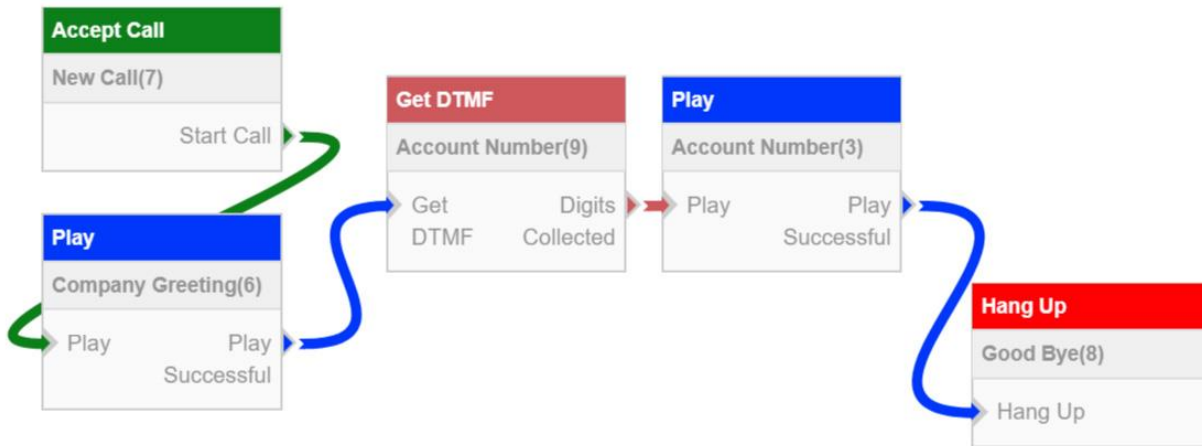 Accept Call
New Call(7)
Start Call
Play
Company Greeting(6)
Play Play
Successful
Get DTMF
Account Number(9)
Get Digits
DTMF Collected
Play
Account Number(3)
Play Play
Successful
Hang Up
Good Bye(8)
Hang Up